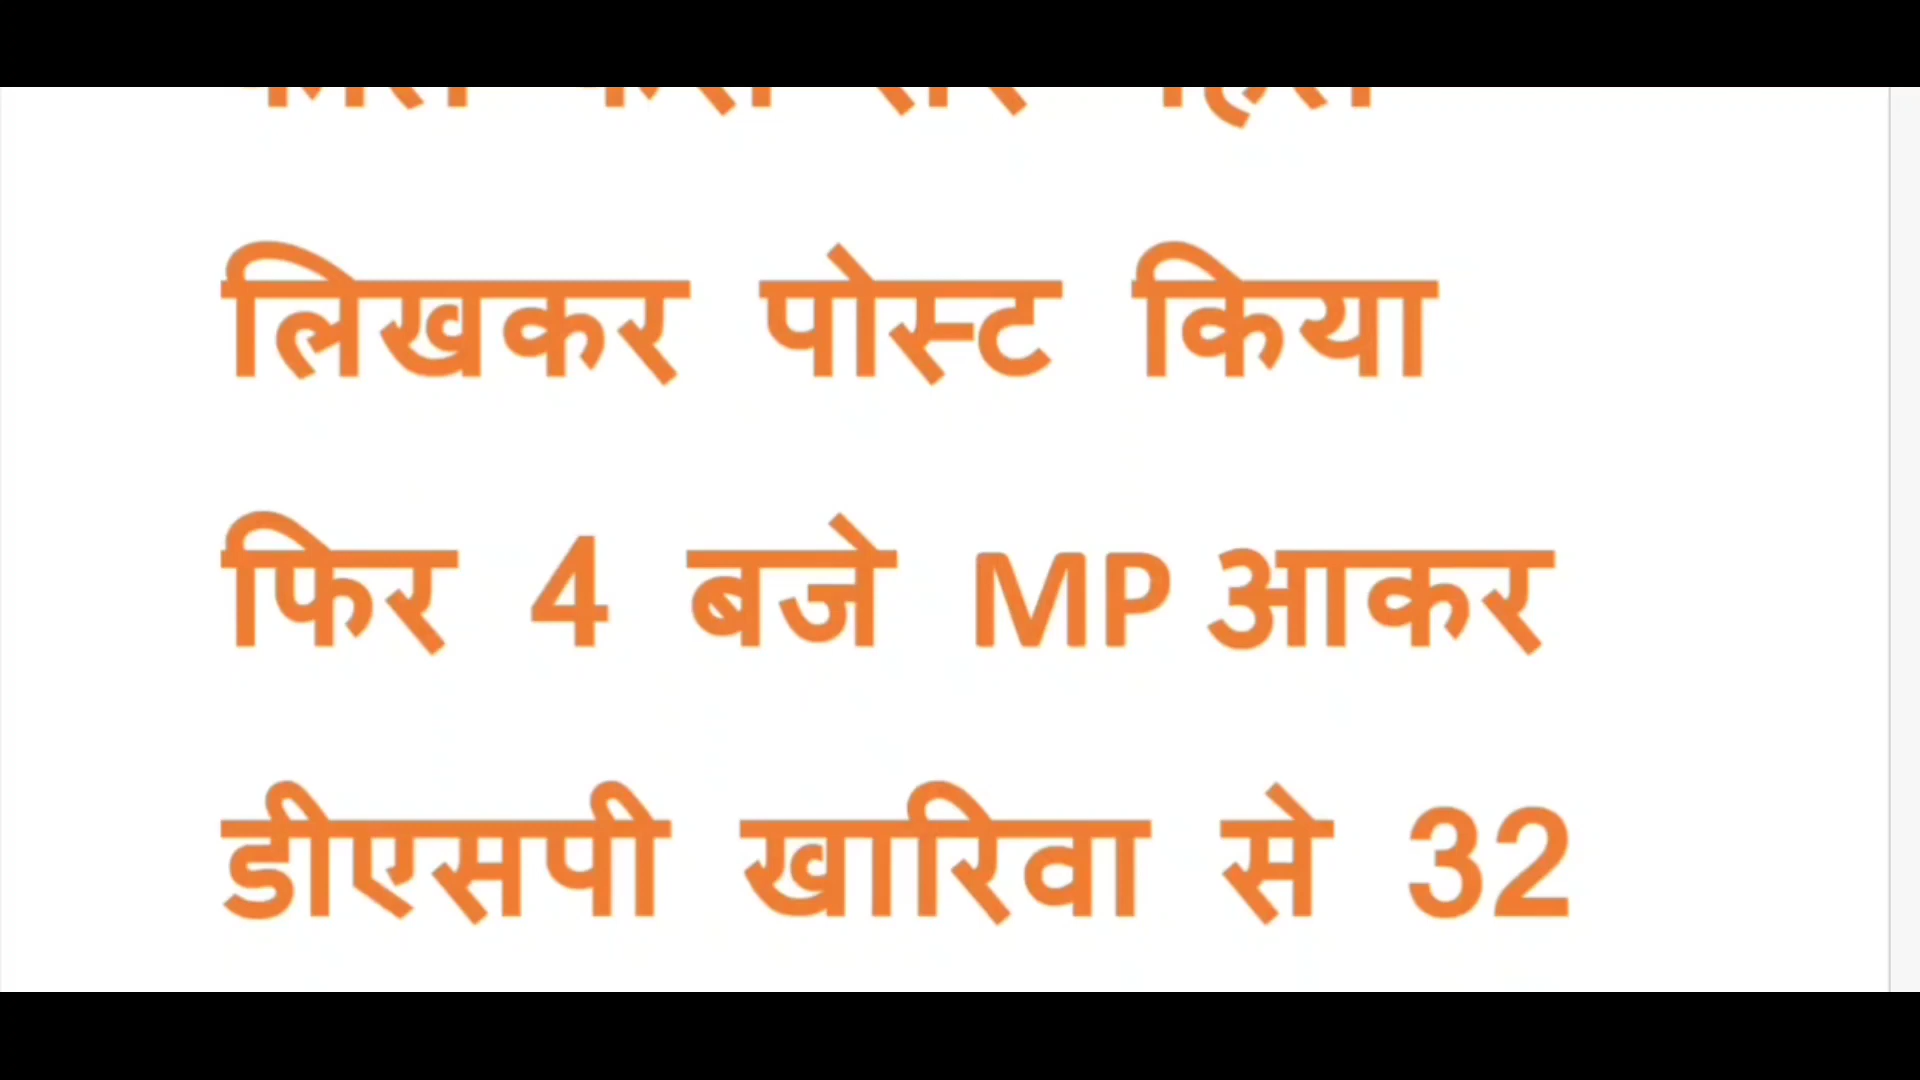 लिखकर पोस्ट किया
फिर 4 बजे MP आकर
डीएसपी खारिवा से 32